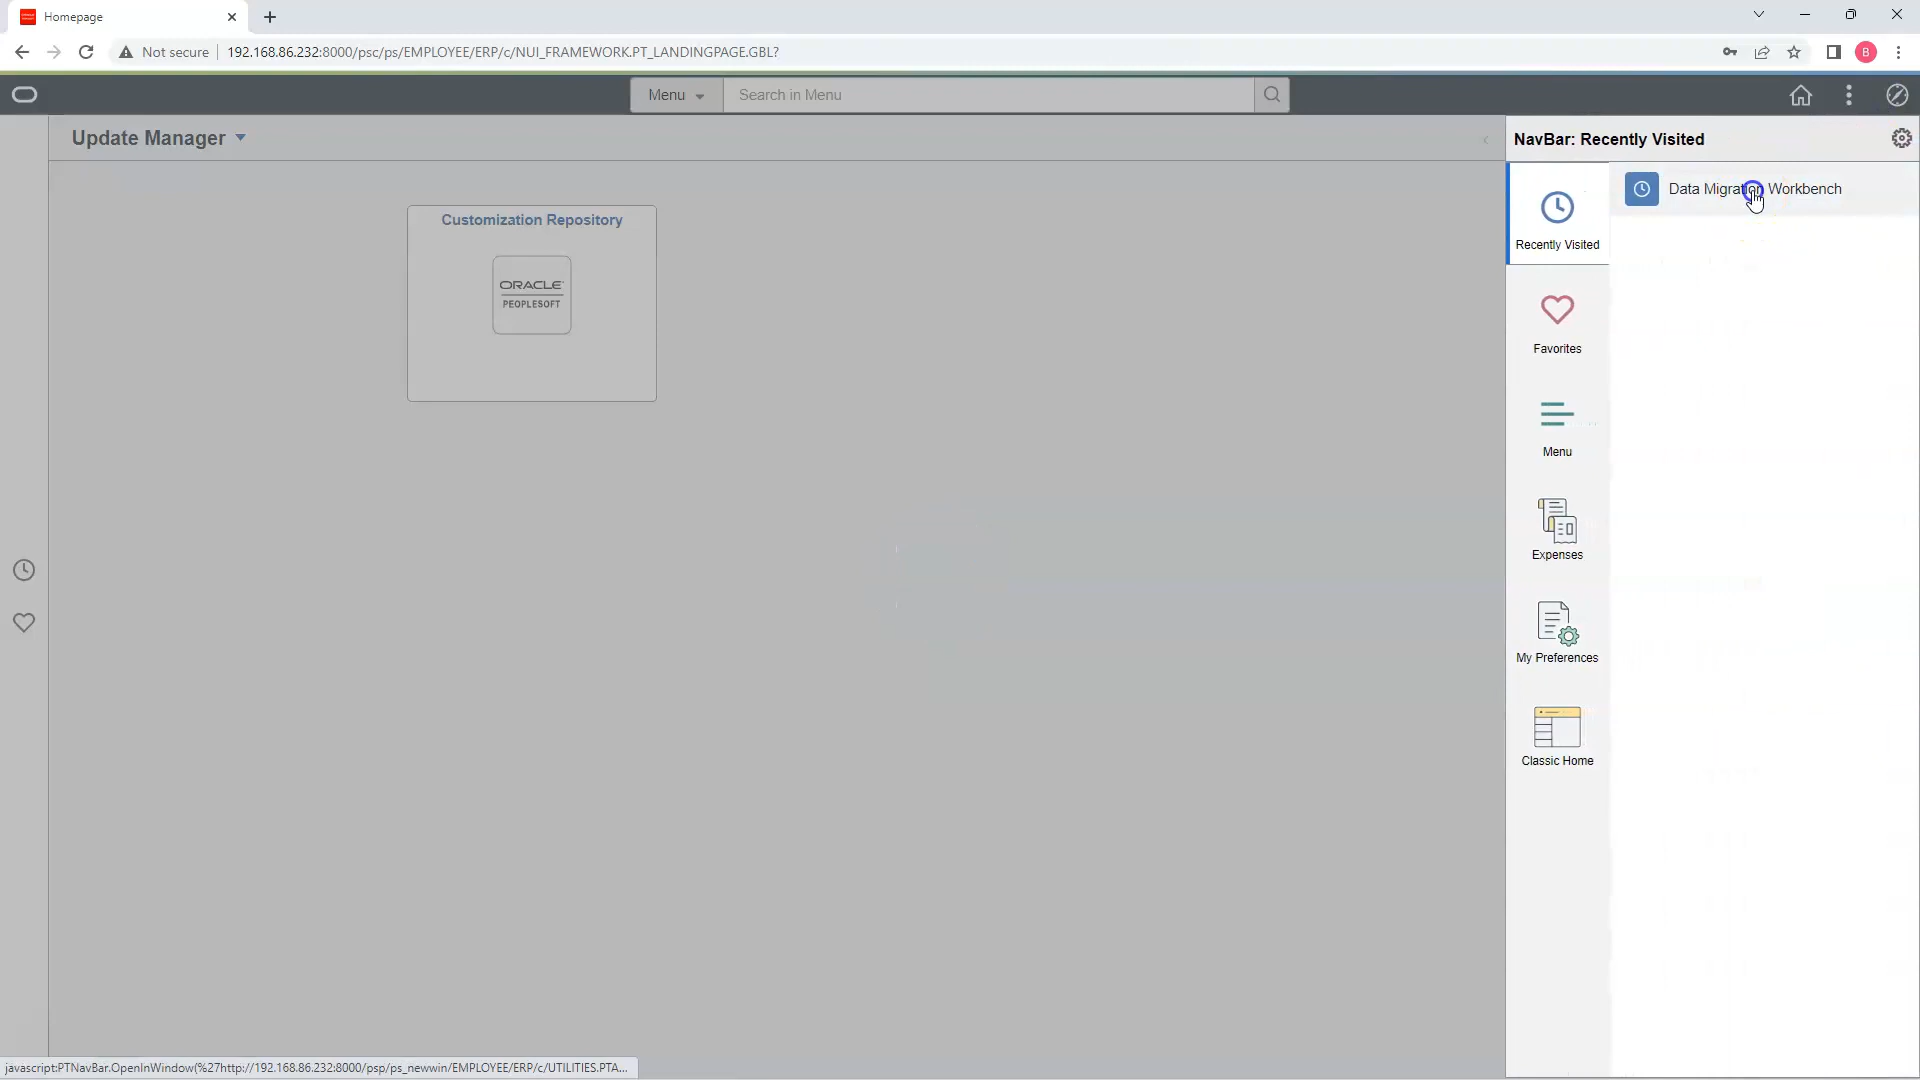 Homepage
Not secure
192.168.86.232:8000/psc/ps/EMPLOYEE/ERP/c/NUI_FRAMEWORK.PT_LANDINGPAGE.GBL?
B
Menu
Search in Menu
Update Manager
NavBar: Recently Visited
Customization Repository
ORACLE
PEOPLESOFT
Recently Visited
Data Migration Workbench
Favorites
Menu
Expenses
My Preferences
Classic Home
javascript:PTNavBar.OpenInWindow(%27http://192.168.86.232:8000/psp/ps_newwin/EMPLOYEE/ERP/c/UTILITIES.PTA...